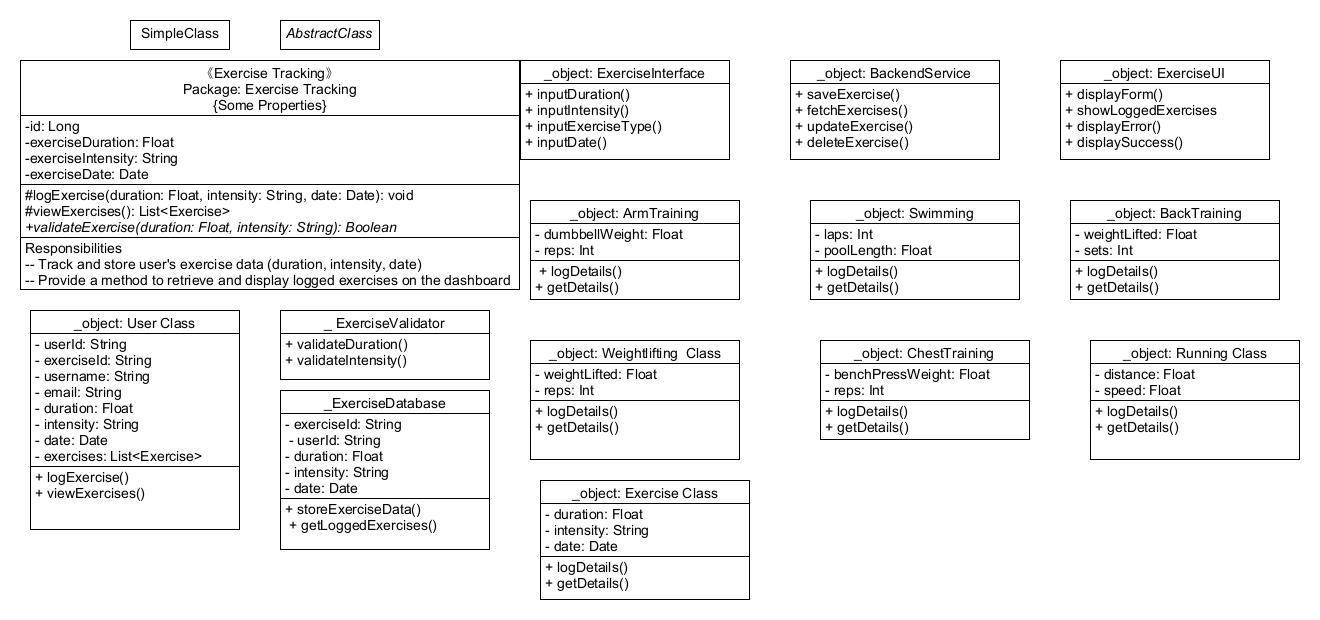 SimpleClass
AbstractClass
《Exercise Tracking》
Package: Exercise Tracking
{Some Properties}
-id: Long
-exerciseDuration: Float
-exerciseIntensity: String
-exerciseDate: Date
#logExercise(duration: Float, intensity: String, date: Date): void
#viewExercises(): List<Exercise>
+validateExercise(duration: Float, intensity: String): Boolean
Responsibilities
-- Track and store user's exercise data (duration, intensity, date)
-- Provide a method to retrieve and display logged exercises on the dashboard
_object: ExerciseInterface
+ inputDuration()
+ inputIntensity()
+ inputExerciseType()
+ inputDate()
_object: BackendService
+ saveExercise()
+ fetchExercises()
+ updateExercise()
+ deleteExercise()
_object: ExerciseUI
+ displayForm()
+ showLoggedExercises
+ displayError()
+ displaySuccess()
_object: ArmTraining
- dumbbellWeight: Float
- reps: Int
+ logDetails()
+ getDetails()
_object: Swimming
- laps: Int
- poolLength: Float
+ logDetails()
+ getDetails()
_object: BackTraining
- weightLifted: Float
- sets: Int
+ logDetails()
+ getDetails()
_object: User Class
- userId: String
- exerciseId: String
- username: String
- email: String
- duration: Float
- intensity: String
- date: Date
- exercises: List<Exercise>
+ logExercise()
+ viewExercises()
_ ExerciseValidator
+ validateDuration()
+ validateIntensity()
_ExerciseDatabase
- exerciseId: String
- userId: String
- duration: Float
- intensity: String
- date: Date
+ storeExerciseData()
+ getLoggedExercises()
_object: Weightlifting  Class
- weightLifted: Float
- reps: Int
+ logDetails()
+ getDetails()
_object: ChestTraining
- benchPressWeight: Float
- reps: Int
+ logDetails()
+ getDetails()
_object: Running Class
- distance: Float
- speed: Float
+ logDetails()
+ getDetails()
_object: Exercise Class
- duration: Float
- intensity: String
- date: Date
+ logDetails()
+ getDetails()